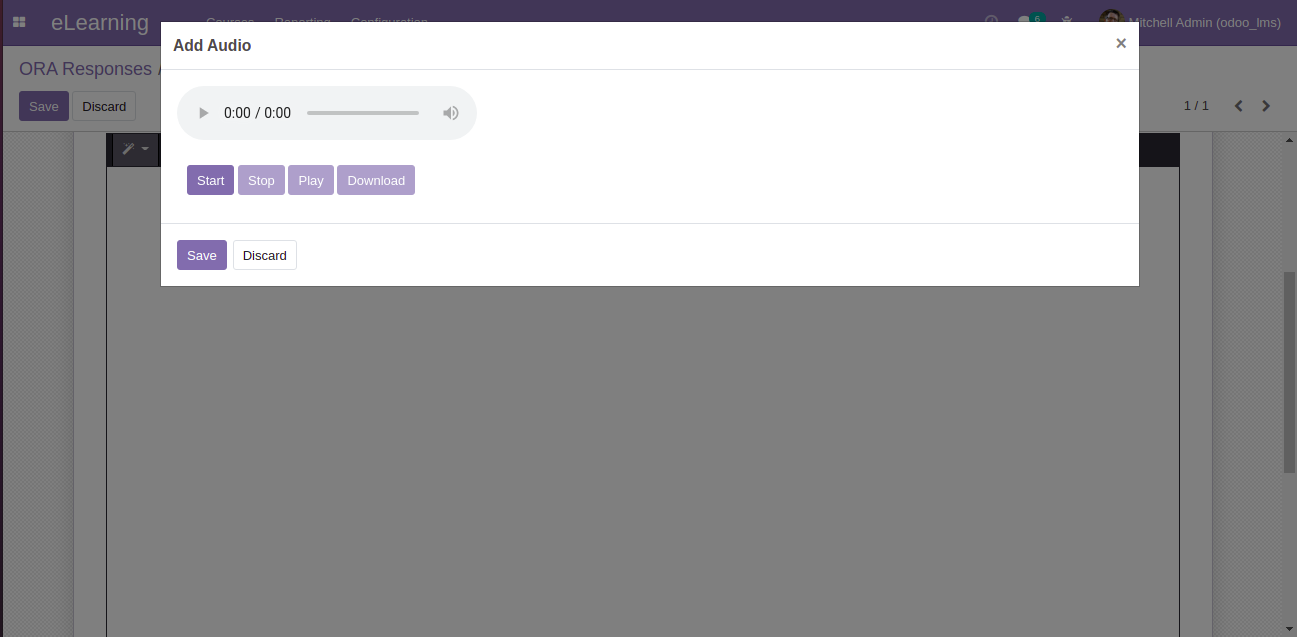 eLearning
Courses Reporting Configuration
5
Mitchell Admin (odoo_lms)
Add Audio
×
ORA Responses /
Save Discard
1 / 1
0:00 / 0:00
Start Stop Play Download
Save Discard